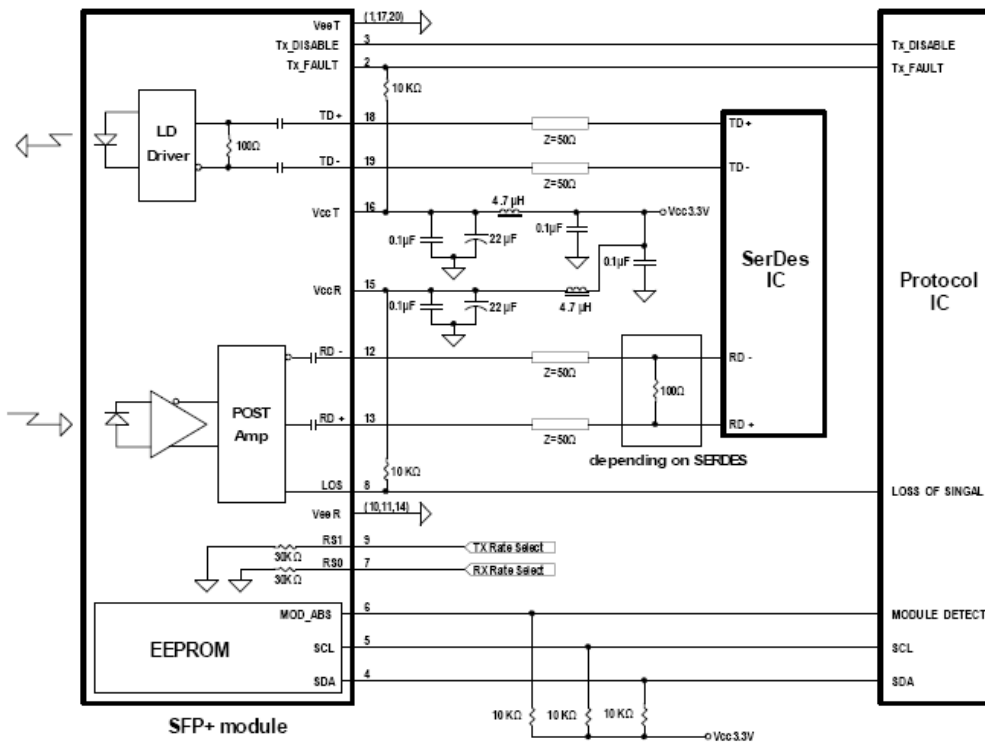 VeeT (1,17,20)
Tx_DISABLE 3 Tx_DISABLE
Tx_FAULT 2 Tx_FAULT
10 KΩ
LD
Driver
100Ω
TD+ 18 Z=50Ω TD+
TD - 19 Z=50Ω TD-
VccT 16 4.7 µH Vcc3.3V
0.1µF 22 µF 0.1µF 0.1µF
VccR 15 4.7 µH
0.1µF 22 µF
SerDes
IC
Protocol
IC
POST
Amp
RD - 12 Z=50Ω RD -
100Ω
RD + 13 Z=50Ω RD +
depending on SERDES
10 KΩ
LOS 8 LOSS OF SINGAL
VeeR (10,11,14)
RS1 9 TX Rate Select
30KΩ
RS0 7 RX Rate Select
30KΩ
EEPROM
MOD_ABS 6 MODULE DETECT
SCL 5 SCL
SDA 4 SDA
10 KΩ 10 KΩ 10 KΩ
Vcc3.3V
SFP+ module